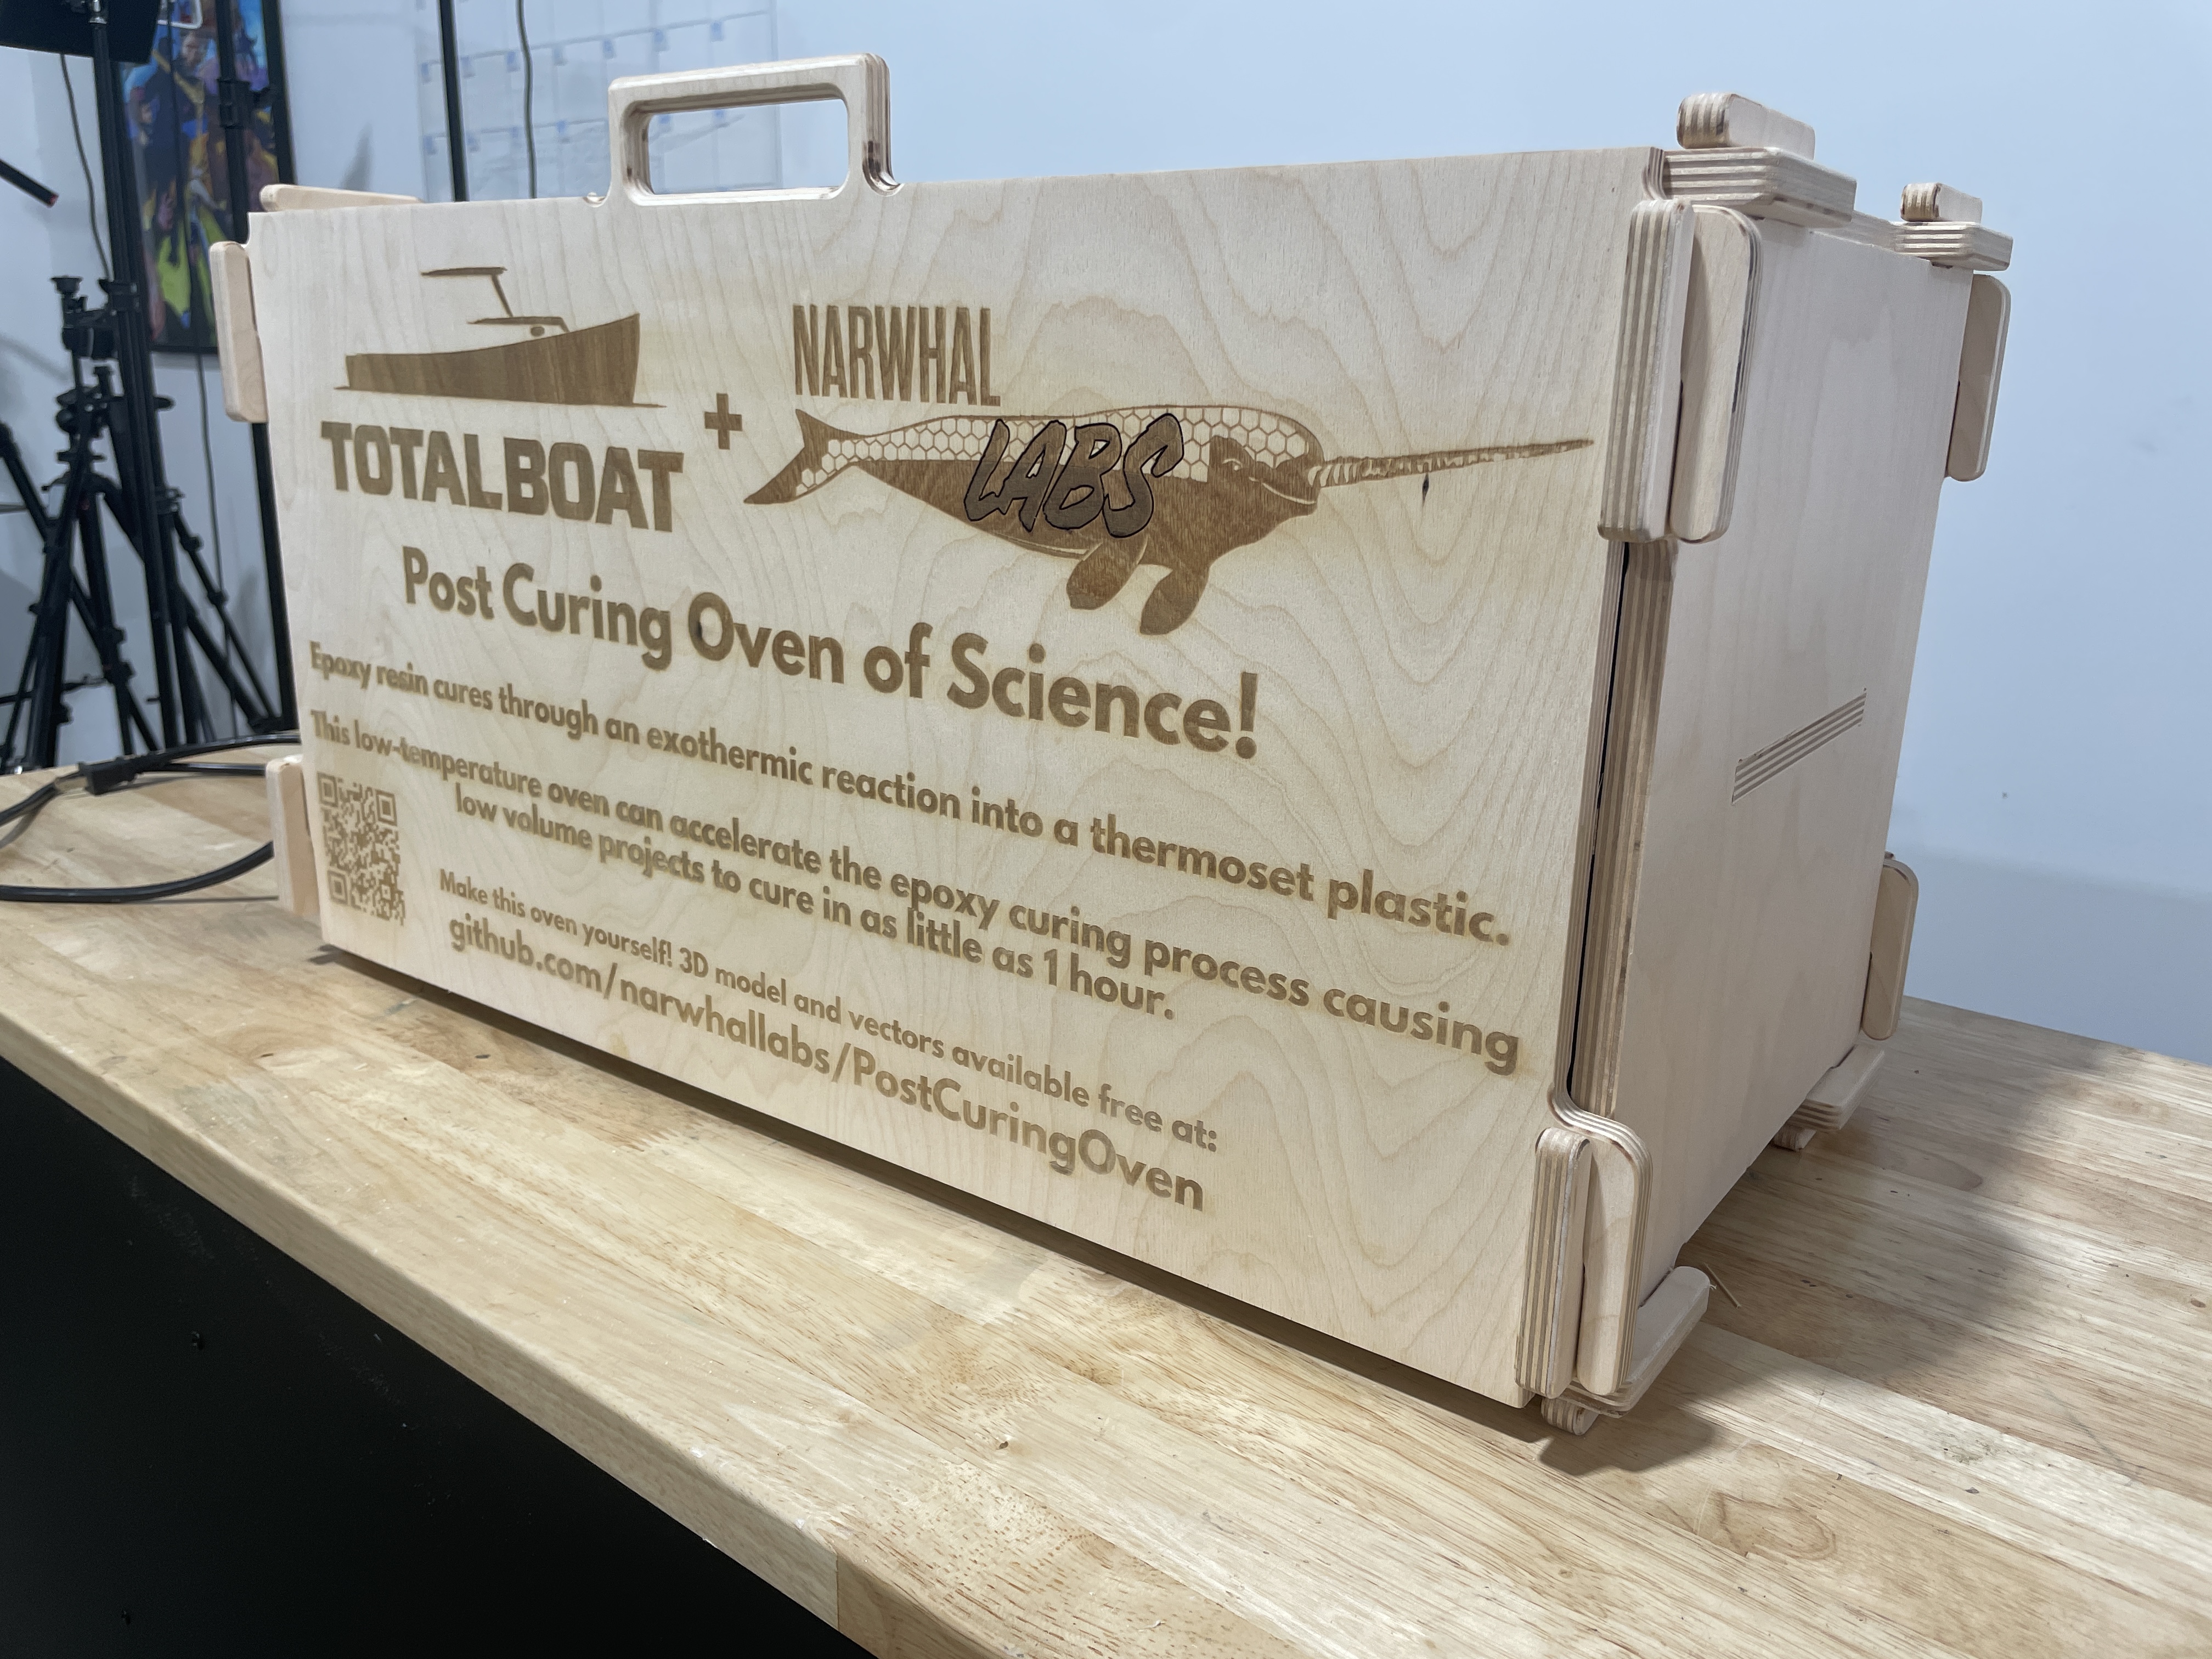 TOTALBOAT
+
NARWHAL
LABS
Post Curing Oven of Science!
Epoxy resin cures through an exothermic reaction into a thermoset plastic.
This low-temperature oven can accelerate the epoxy curing process causing
low volume projects to cure in as little as 1 hour.
Make this oven yourself! 3D model and vectors available free at:
github.com/narwhallabs/PostCuringOven